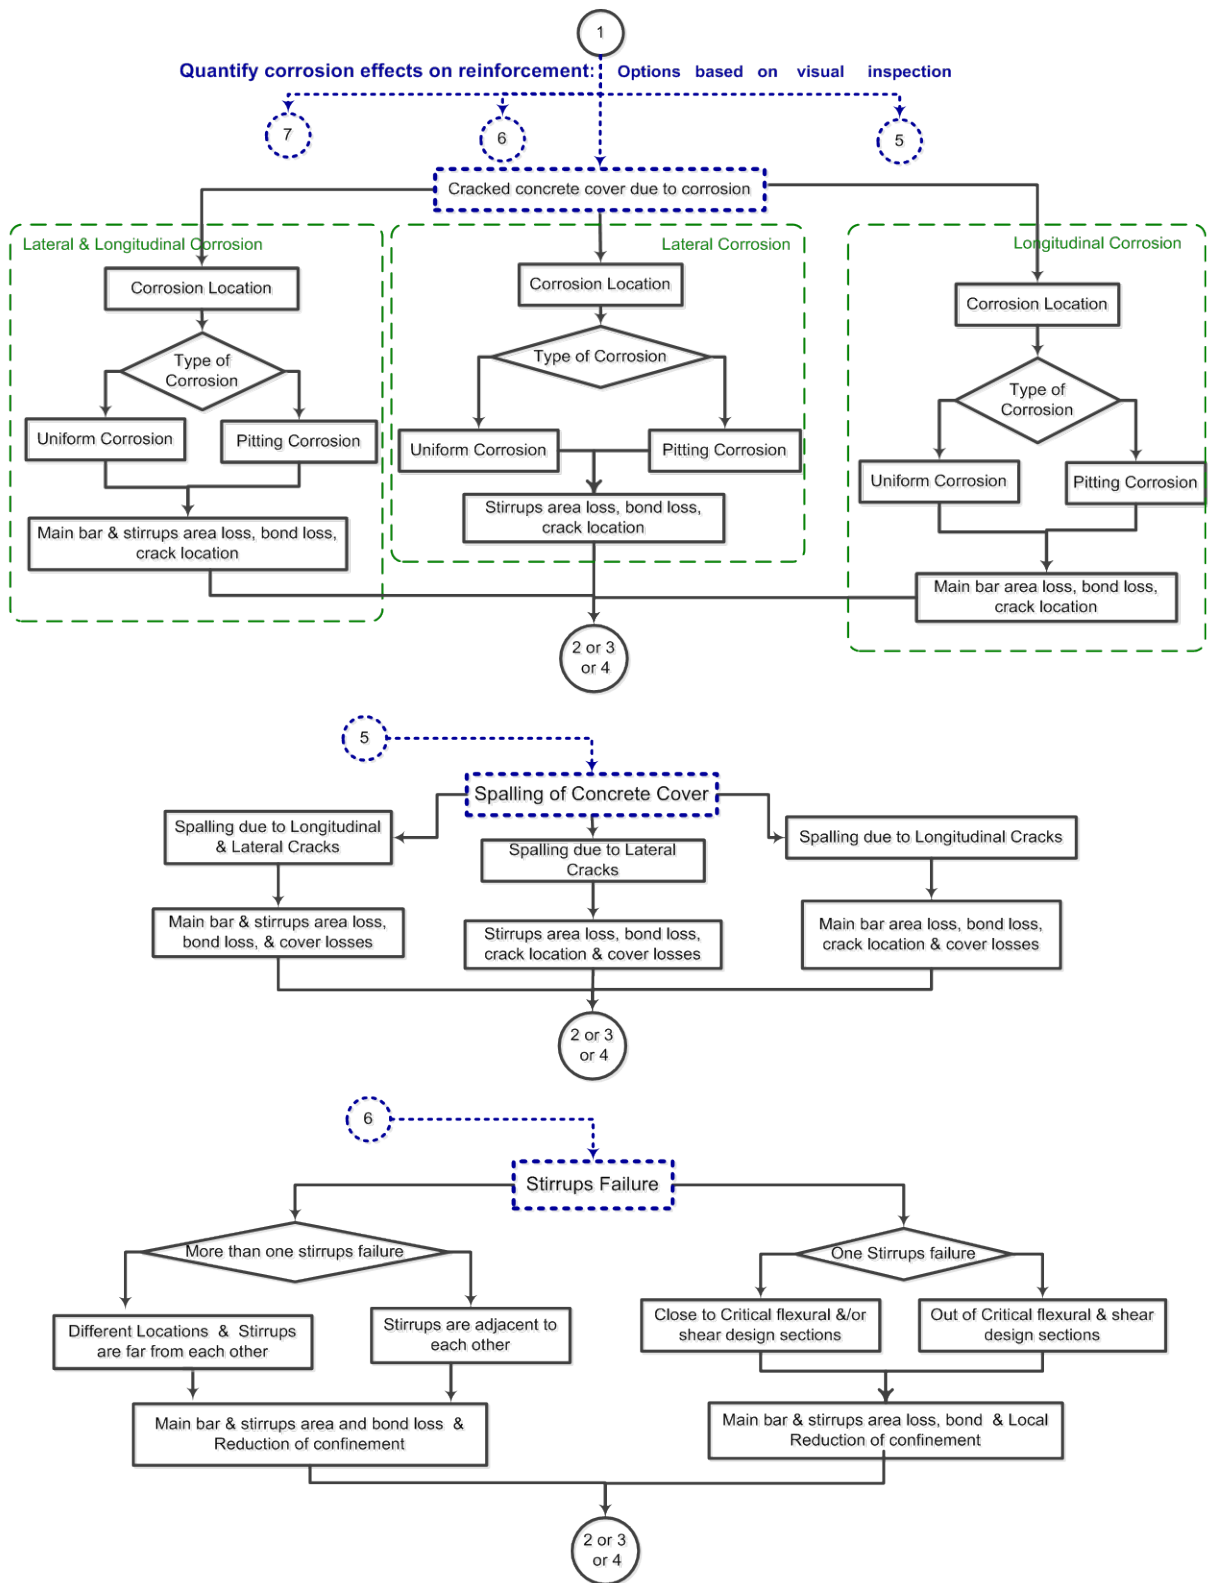 1
Quantify corrosion effects on reinforcement: Options based on visual inspection
7
6
5
Cracked concrete cover due to corrosion
Lateral & Longitudinal Corrosion
Corrosion Location
Type of
Corrosion
Uniform Corrosion
Pitting Corrosion
Main bar & stirrups area loss, bond loss,
crack location
Lateral Corrosion
Corrosion Location
Type of Corrosion
Uniform Corrosion
Pitting Corrosion
Stirrups area loss, bond loss,
crack location
Longitudinal Corrosion
Corrosion Location
Type of
Corrosion
Uniform Corrosion
Pitting Corrosion
Main bar area loss, bond loss,
crack location
2 or 3
or 4
5
Spalling of Concrete Cover
Spalling due to Longitudinal
& Lateral Cracks
Spalling due to Lateral
Cracks
Spalling due to Longitudinal Cracks
Main bar & stirrups area loss,
bond loss, & cover losses
Stirrups area loss, bond loss,
crack location & cover losses
Main bar area loss, bond loss,
crack location & cover losses
2 or 3
or 4
6
Stirrups Failure
More than one stirrups failure
One Stirrups failure
Different Locations & Stirrups
are far from each other
Stirrups are adjacent to
each other
Close to Critical flexural &/or
shear design sections
Out of Critical flexural & shear
design sections
Main bar & stirrups area and bond loss &
Reduction of confinement
Main bar & stirrups area loss, bond & Local
Reduction of confinement
2 or 3
or 4